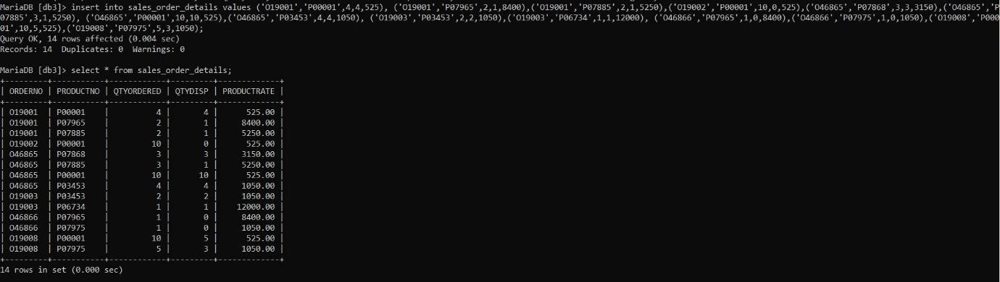 MariaDB [db3]> insert into sales_order_details values ('O19001','P00001',4,4,525), ('O19001','P07965',2,1,8400),('O19001','P07885',2,1,5250),('O19002','P00001',10,0,525),('O46865','P07868',3,3,3150),('O46865','P
07885',3,1,5250), ('O46865','P00001',10,10,525),('O46865','P03453',4,4,1050), ('O19003','P03453',2,2,1050),('O19003','P06734',1,1,12000), ('O46866','P07965',1,0,8400),('O46866','P07975',1,0,1050),('O19008','P000
01',10,5,525),('O19008','P07975',5,3,1050);
Query OK, 14 rows affected (0.004 sec)
Records: 14  Duplicates: 0  Warnings: 0
MariaDB [db3]> select * from sales_order_details;
+---------+-----------+------------+---------+-------------+
| ORDERNO | PRODUCTNO | QTYORDERED | QTYDISP | PRODUCTRATE |
+---------+-----------+------------+---------+-------------+
| O19001  | P00001    |          4 |       4 |      525.00 |
| O19001  | P07965    |          2 |       1 |     8400.00 |
| O19001  | P07885    |          2 |       1 |     5250.00 |
| O19002  | P00001    |         10 |       0 |      525.00 |
| O46865  | P07868    |          3 |       3 |     3150.00 |
| O46865  | P07885    |          3 |       1 |     5250.00 |
| O46865  | P00001    |         10 |      10 |      525.00 |
| O46865  | P03453    |          4 |       4 |     1050.00 |
| O19003  | P03453    |          2 |       2 |     1050.00 |
| O19003  | P06734    |          1 |       1 |    12000.00 |
| O46866  | P07965    |          1 |       0 |     8400.00 |
| O46866  | P07975    |          1 |       0 |     1050.00 |
| O19008  | P00001    |         10 |       5 |      525.00 |
| O19008  | P07975    |          5 |       3 |     1050.00 |
+---------+-----------+------------+---------+-------------+
14 rows in set (0.000 sec)